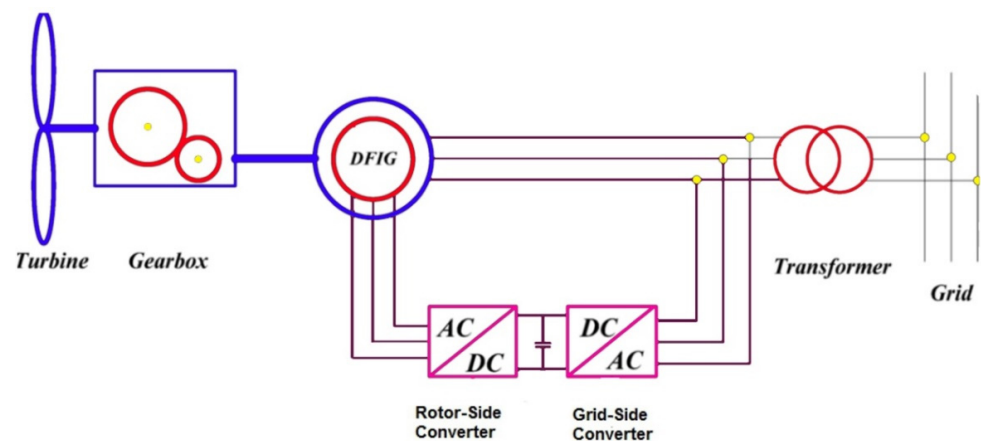 DFIG
Turbine
Gearbox
Transformer
Grid
AC
DC
DC
AC
Rotor-Side
Converter
Grid-Side
Converter